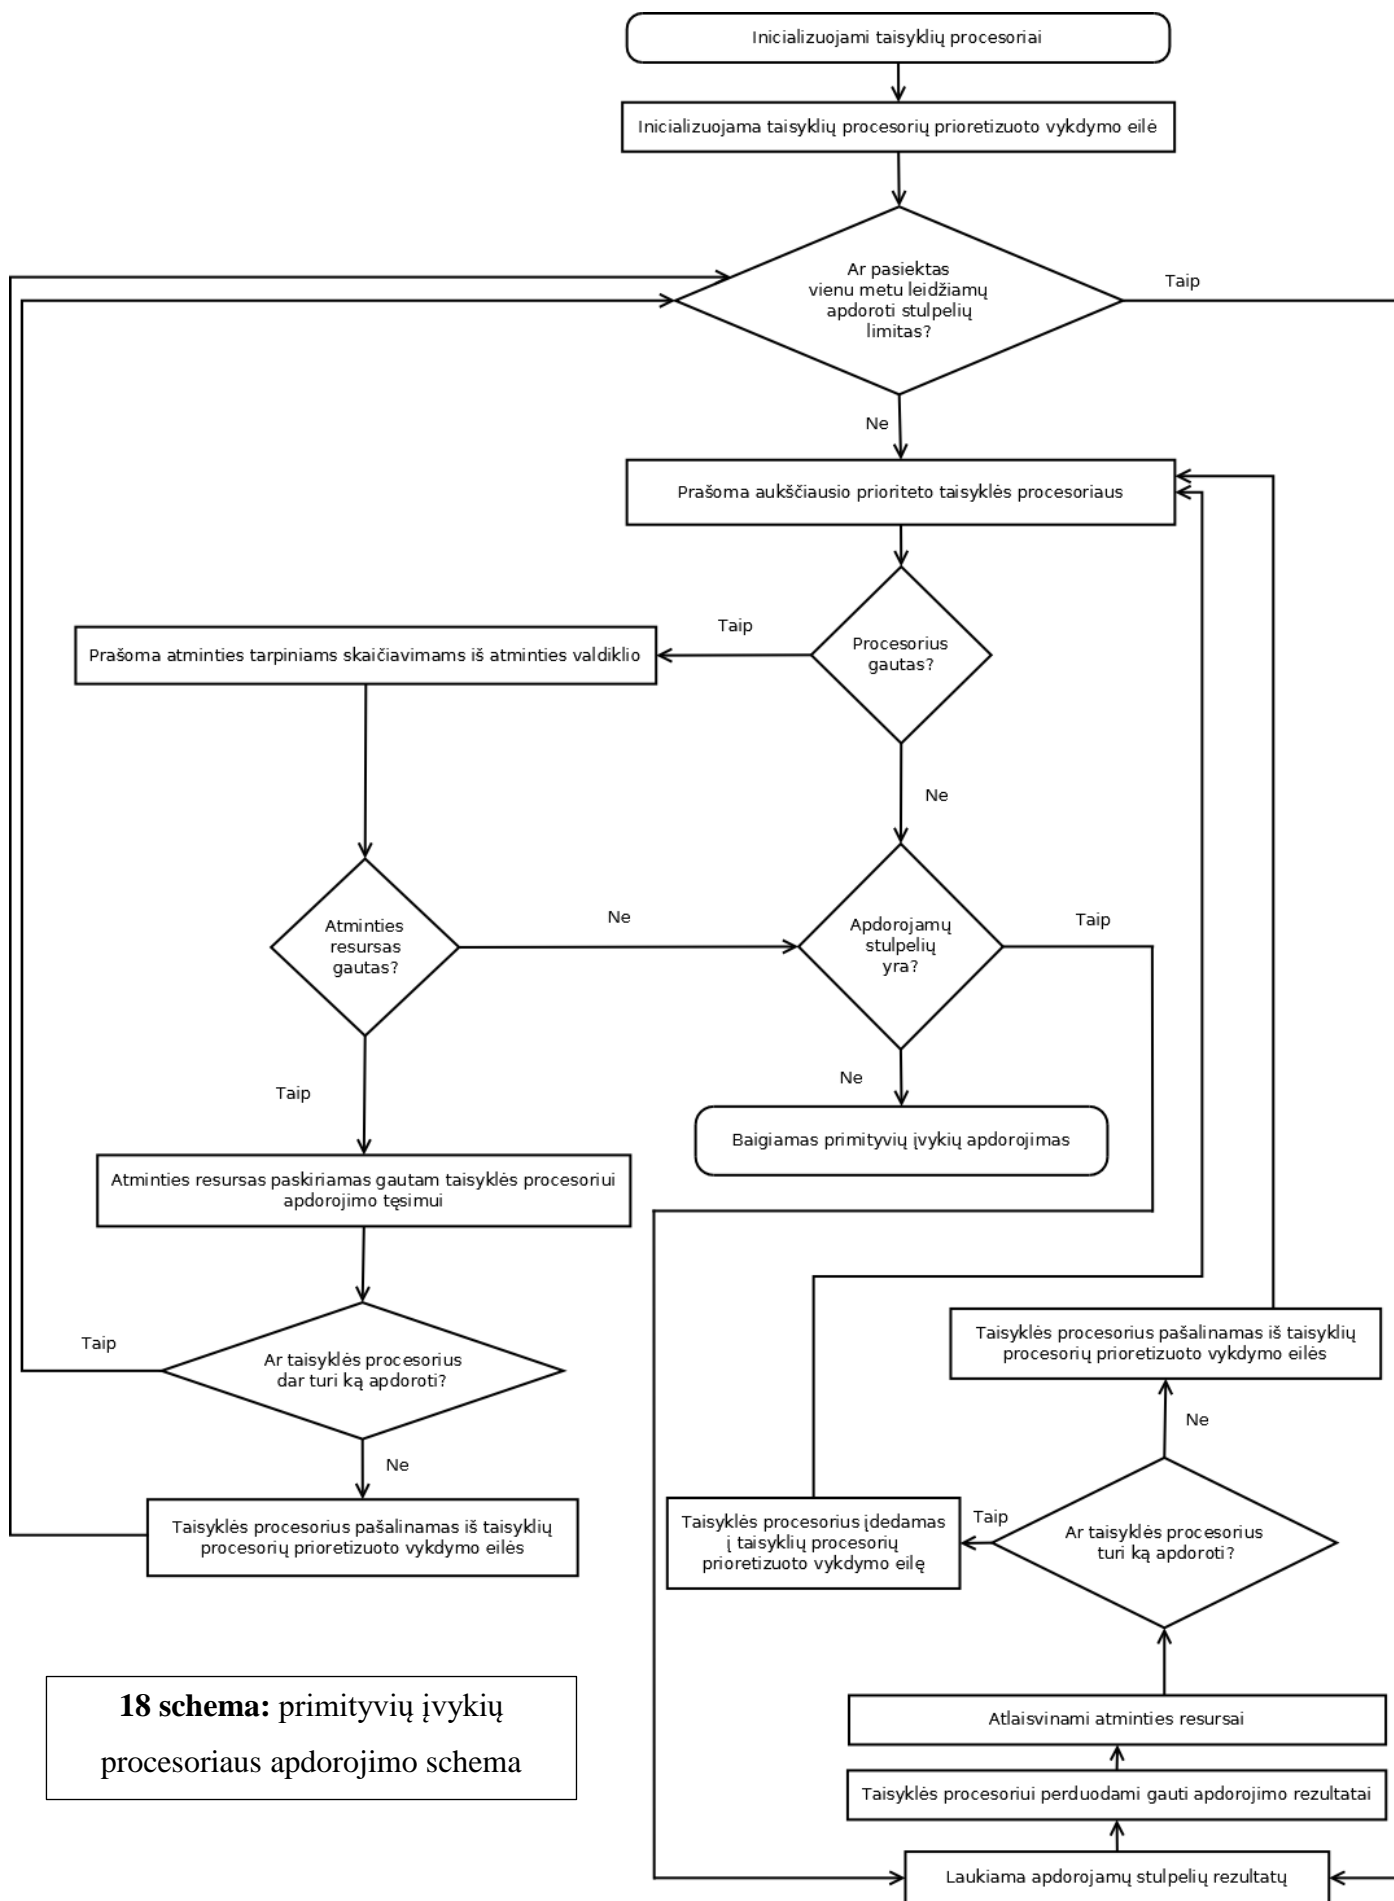 Inicializuojami taisyklių procesoriai
Inicializuojama taisyklių procesorių prioretizuoto vykdymo eilė
Ar pasiektas
vienu metu leidžiamų
apdoroti stulpelių
limitas?
Taip
Ne
Prašoma aukščiausio prioriteto taisyklės procesoriaus
Procesorius
gautas?
Taip
Prašoma atminties tarpiniams skaičiavimams iš atminties valdiklio
Ne
Atminties
resursas
gautas?
Ne
Apdorojamų
stulpelių
yra?
Taip
Ne
Taip
Baigiamas primityvių įvykių apdorojimas
Atminties resursas paskiriamas gautam taisyklės procesoriui
apdorojimo tęsimui
Ar taisyklės procesorius
dar turi ką apdoroti?
Taip
Ne
Taisyklės procesorius pašalinamas iš taisyklių
procesorių prioretizuoto vykdymo eilės
Taisyklės procesorius pašalinamas iš taisyklių
procesorių prioretizuoto vykdymo eilės
Ne
Taisyklės procesorius įdedamas
į taisyklių procesorių
prioretizuoto vykdymo eilę
Taip
Ar taisyklės procesorius
turi ką apdoroti?
Atlaisvinami atminties resursai
Taisyklės procesoriui perduodami gauti apdorojimo rezultatai
Laukiama apdorojamų stulpelių rezultatų
18 schema: primityvių įvykių
procesoriaus apdorojimo schema